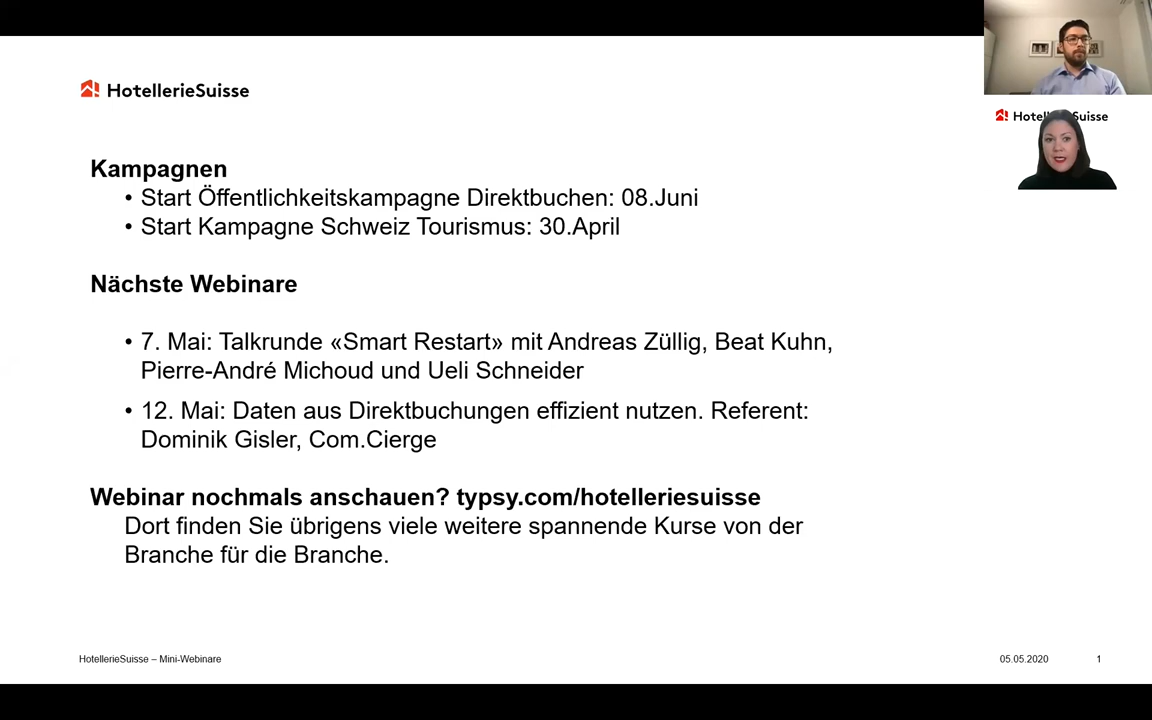 HotellerieSuisse
Hotel Suisse
Kampagnen
• Start Öffentlichkeitskampagne Direktbuchen: 08.Juni
• Start Kampagne Schweiz Tourismus: 30.April
Nächste Webinare
• 7. Mai: Talkrunde «Smart Restart» mit Andreas Züllig, Beat Kuhn,
Pierre-André Michoud und Ueli Schneider
• 12. Mai: Daten aus Direktbuchungen effizient nutzen. Referent:
Dominik Gisler, Com.Cierge
Webinar nochmals anschauen? typsy.com/hotelleriesuisse
Dort finden Sie übrigens viele weitere spannende Kurse von der
Branche für die Branche.
HotellerieSuisse – Mini-Webinare
05.05.2020
1